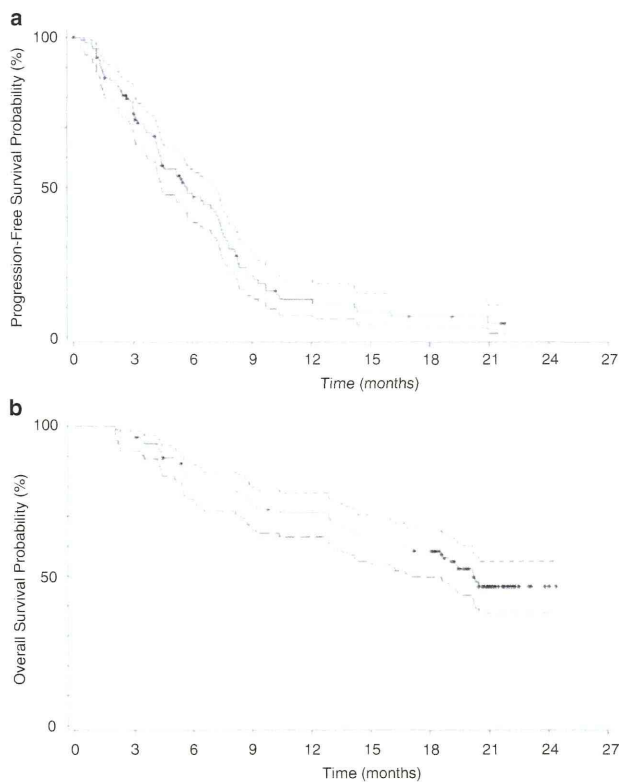 a
Progression-Free Survival Probability (%)
100
50
0
0 3 6 9 12 15 18 21 24 27
Time (months)
b
Overall Survival Probability (%)
100
50
0
0 3 6 9 12 15 18 21 24 27
Time (months)